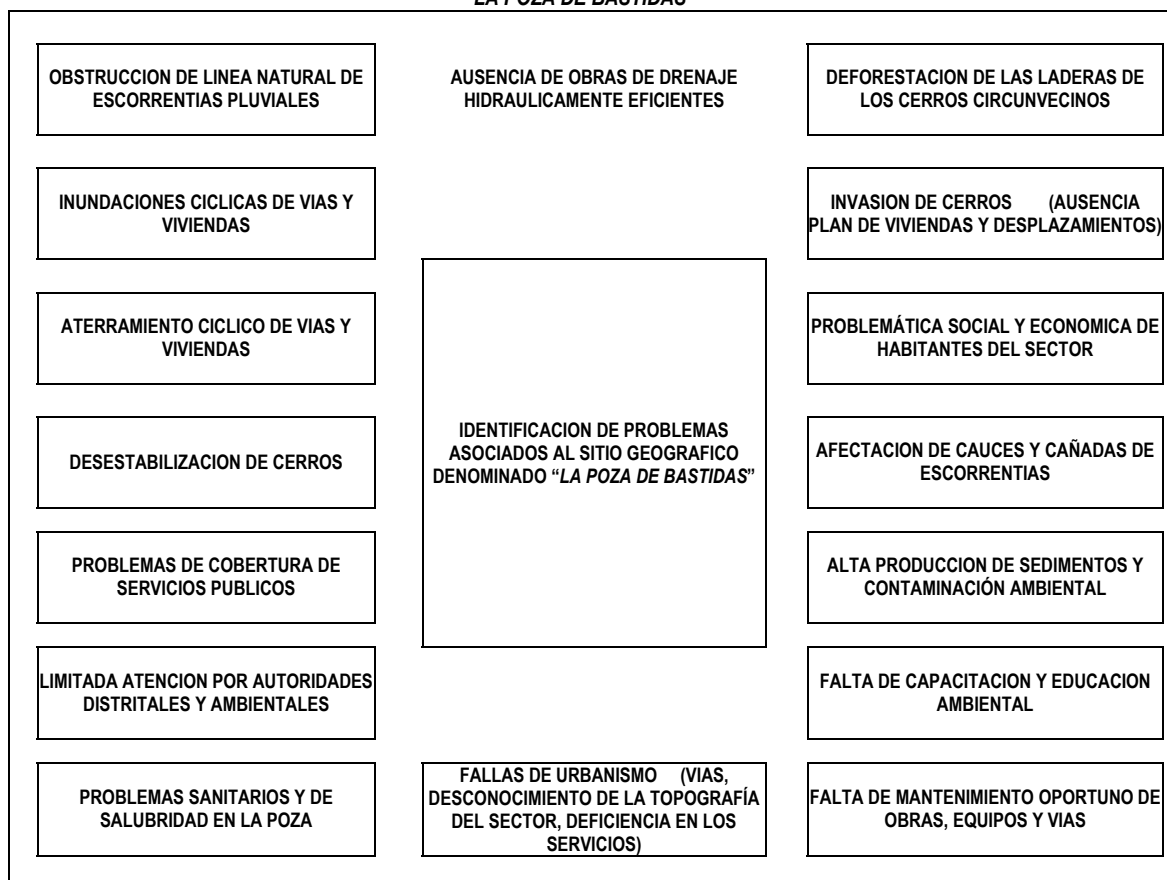 LA POZA DE BASTIDAS
OBSTRUCCION DE LINEA NATURAL DE
ESCORRENTIAS PLUVIALES
AUSENCIA DE OBRAS DE DRENAJE
HIDRAULICAMENTE EFICIENTES
DEFORESTACION DE LAS LADERAS DE
LOS CERROS CIRCUNVECINOS
INUNDACIONES CICLICAS DE VIAS Y
VIVIENDAS
INVASION DE CERROS (AUSENCIA
PLAN DE VIVIENDAS Y DESPLAZAMIENTOS)
ATERRAMIENTO CICLICO DE VIAS Y
VIVIENDAS
PROBLEMÁTICA SOCIAL Y ECONOMICA DE
HABITANTES DEL SECTOR
DESESTABILIZACION DE CERROS
IDENTIFICACION DE PROBLEMAS
ASOCIADOS AL SITIO GEOGRAFICO
DENOMINADO “LA POZA DE BASTIDAS”
AFECTACION DE CAUCES Y CAÑADAS DE
ESCORRENTIAS
PROBLEMAS DE COBERTURA DE
SERVICIOS PUBLICOS
ALTA PRODUCCION DE SEDIMENTOS Y
CONTAMINACIÓN AMBIENTAL
LIMITADA ATENCION POR AUTORIDADES
DISTRITALES Y AMBIENTALES
FALTA DE CAPACITACION Y EDUCACION
AMBIENTAL
PROBLEMAS SANITARIOS Y DE
SALUBRIDAD EN LA POZA
FALLAS DE URBANISMO (VIAS,
DESCONOCIMIENTO DE LA TOPOGRAFÍA
DEL SECTOR, DEFICIENCIA EN LOS
SERVICIOS)
FALTA DE MANTENIMIENTO OPORTUNO DE
OBRAS, EQUIPOS Y VIAS